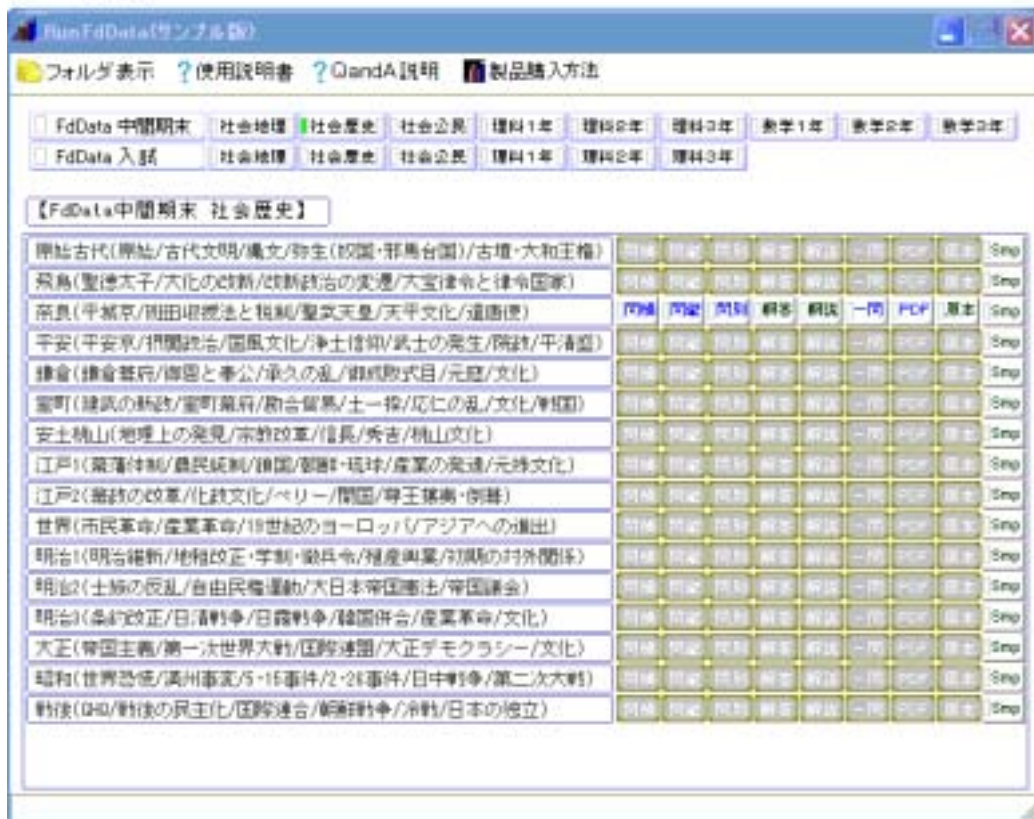 RunFdData(サンプル版)
フォルダ表示 ?使用説明書 ?QandA説明 製品購入方法
FdData 中間期末 社会地理 社会歴史 社会公民 理科1年 理科2年 理科3年 数学1年 数学2年 数学3年
FdData 入試 社会地理 社会歴史 社会公民 理科1年 理科2年 理科3年
【FdData中間期末 社会歴史】
原始古代(原始/古代文明/縄文/弥生(奴国・邪馬台国)/古墳・大和王権) Smp
飛鳥(聖徳太子/大化の改新/改新政治の変遷/大宝律令と律令国家) Smp
奈良(平城京/班田収授法と税制/聖武天皇/天平文化/遣唐使) 問横 問縦 問別 解答 解説 一問 PDF 原本 Smp
平安(平安京/摂関政治/国風文化/浄土信仰/武士の発生/院政/平清盛) Smp
鎌倉(鎌倉幕府/御恩と奉公/承久の乱/御成敗式目/元寇/文化) Smp
室町(建武の新政/室町幕府/勘合貿易/土一揆/応仁の乱/文化/戦国) Smp
安土桃山(地理上の発見/宗教改革/信長/秀吉/桃山文化) Smp
江戸1(幕藩体制/農民統制/鎖国/朝鮮・琉球/産業の発達/元禄文化) Smp
江戸2(幕政の改革/化政文化/ペリー/開国/尊王攘夷・倒幕) Smp
世界(市民革命/産業革命/19世紀のヨーロッパ/アジアへの進出) Smp
明治1(明治維新/地租改正・学制・徴兵令/殖産興業/初期の対外関係) Smp
明治2(士族の反乱/自由民権運動/大日本帝国憲法/帝国議会) Smp
明治3(条約改正/日清戦争/日露戦争/韓国併合/産業革命/文化) Smp
大正(帝国主義/第一次世界大戦/国際連盟/大正デモクラシー/文化) Smp
昭和(世界恐慌/満州事変/5・15事件/2・26事件/日中戦争/第二次大戦) Smp
戦後(GHQ/戦後の民主化/国際連合/朝鮮戦争/冷戦/日本の独立) Smp